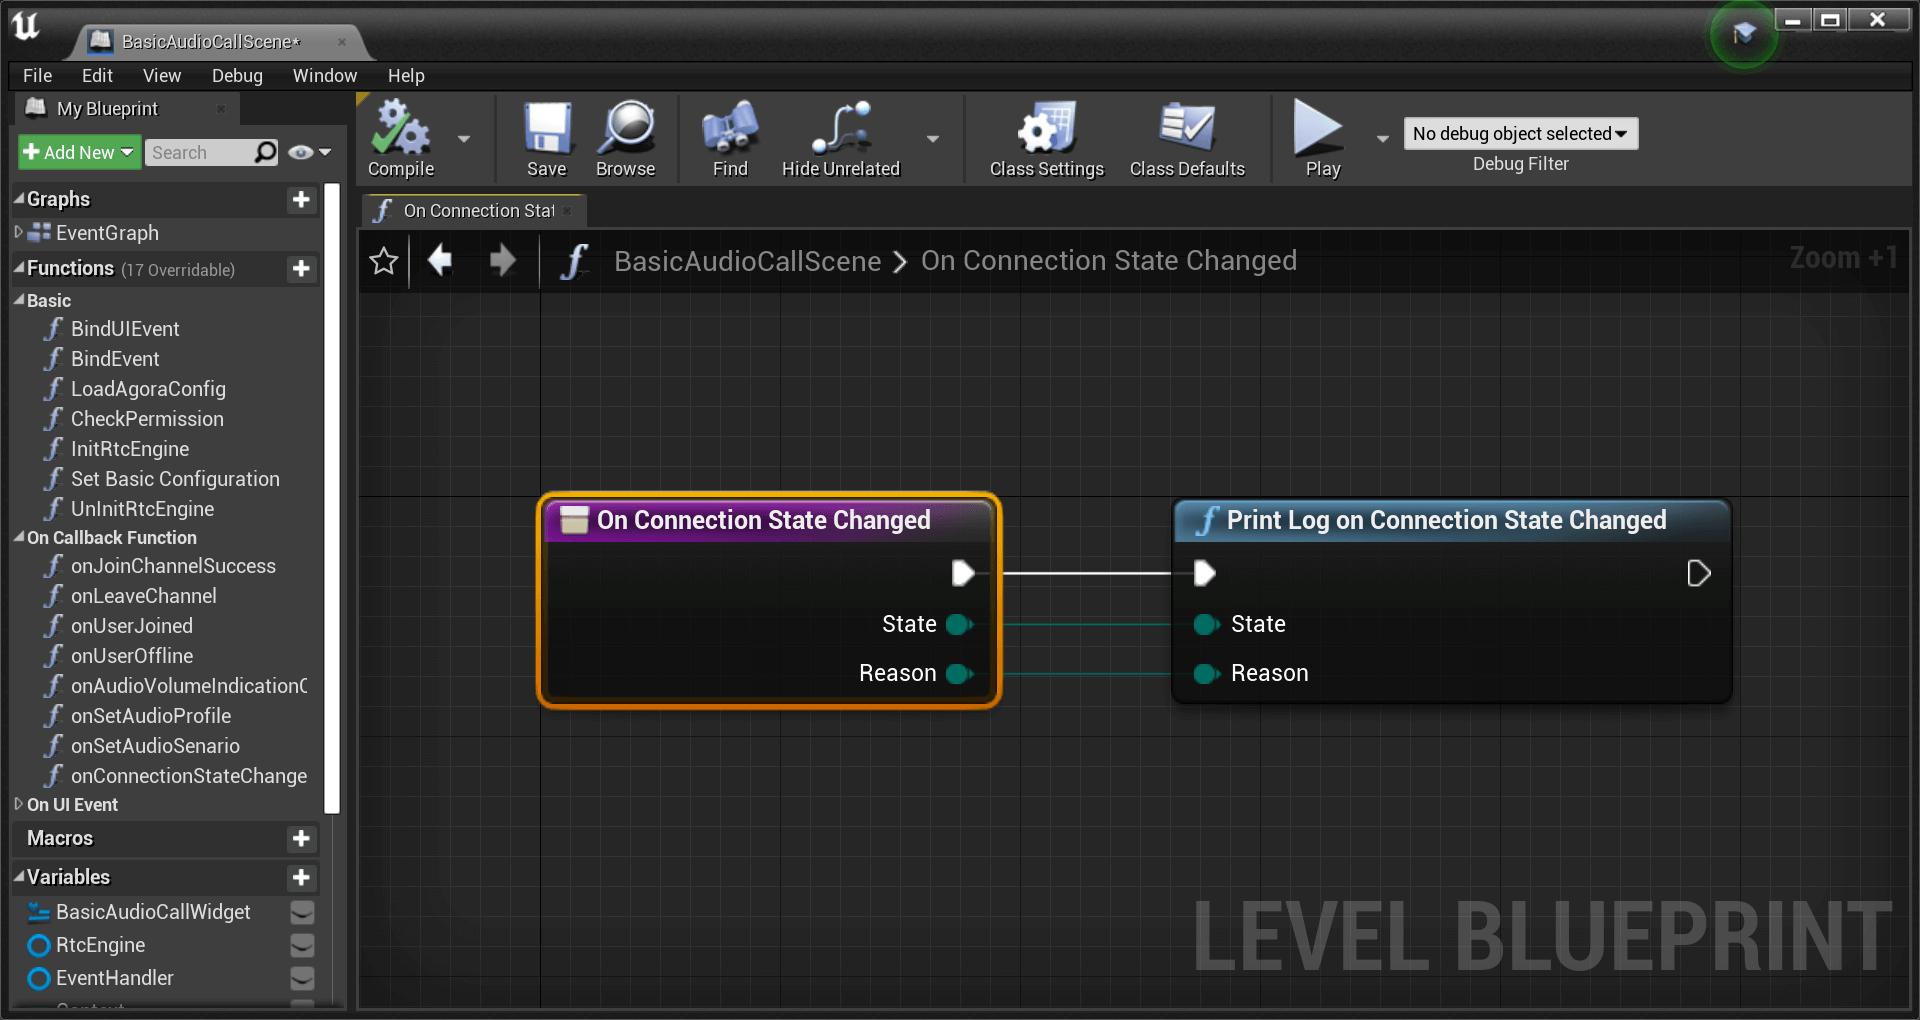 BasicAudioCallScene*
File Edit View Debug Window Help
My Blueprint
Add New
Search
Compile
Save
Browse
Find
Hide Unrelated
Class Settings
Class Defaults
Play
No debug object selected
Debug Filter
Graphs
EventGraph
Functions (17 Overridable)
Basic
BindUIEvent
BindEvent
LoadAgoraConfig
CheckPermission
InitRtcEngine
Set Basic Configuration
UnInitRtcEngine
On Callback Function
onJoinChannelSuccess
onLeaveChannel
onUserJoined
onUserOffline
onAudioVolumeIndicationC
onSetAudioProfile
onSetAudioSenario
onConnectionStateChange
On UI Event
Macros
Variables
BasicAudioCallWidget
RtcEngine
EventHandler
On Connection Stat
BasicAudioCallScene > On Connection State Changed
Zoom +1
On Connection State Changed
State
Reason
Print Log on Connection State Changed
State
Reason
LEVEL BLUEPRINT